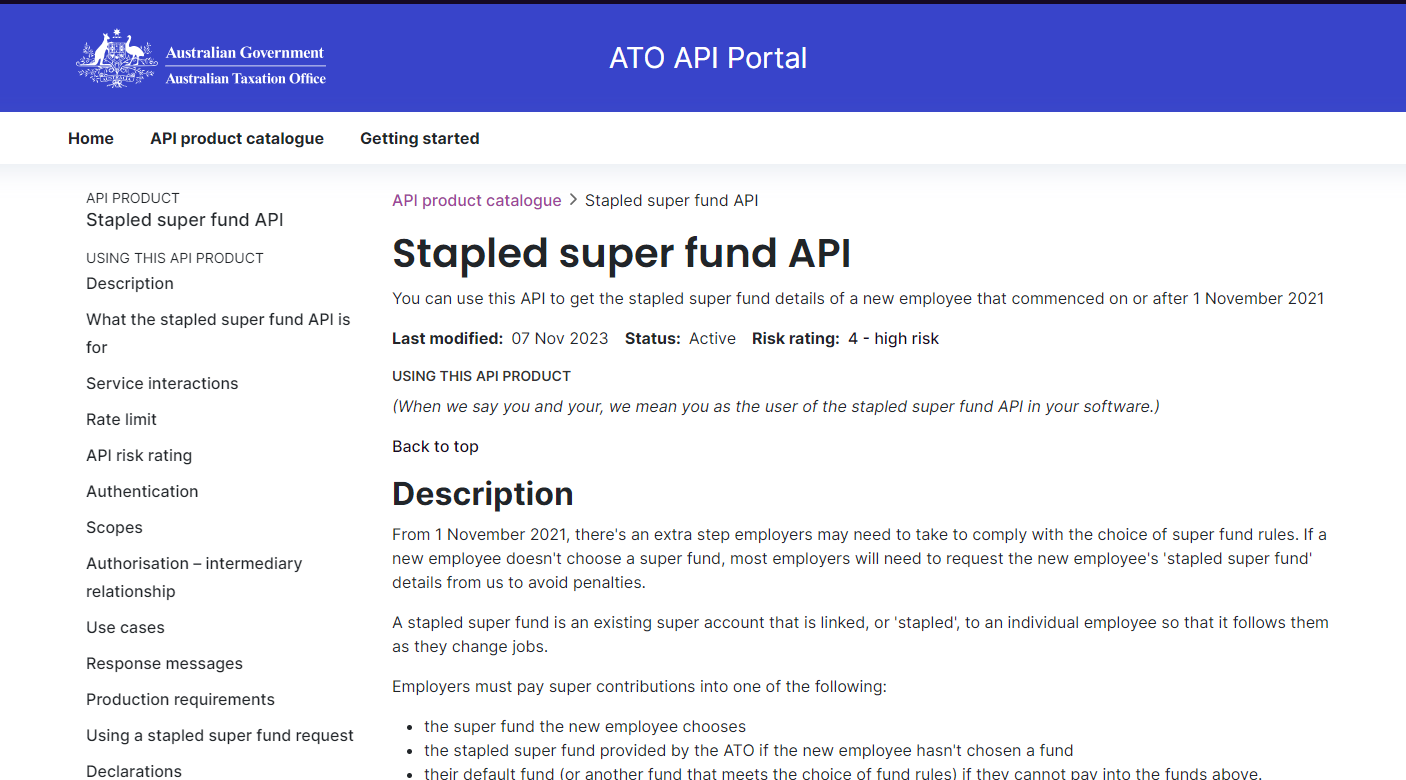 Australian Government
Australian Taxation Office
ATO API Portal
Home
API product catalogue
Getting started
API PRODUCT
Stapled super fund API
USING THIS API PRODUCT
Description
What the stapled super fund API is
for
Service interactions
Rate limit
API risk rating
Authentication
Scopes
Authorisation – intermediary
relationship
Use cases
Response messages
Production requirements
Using a stapled super fund request
Declarations
API product catalogue > Stapled super fund API
Stapled super fund API
You can use this API to get the stapled super fund details of a new employee that commenced on or after 1 November 2021
Last modified: 07 Nov 2023 Status: Active Risk rating: 4 - high risk
USING THIS API PRODUCT
(When we say you and your, we mean you as the user of the stapled super fund API in your software.)
Back to top
Description
From 1 November 2021, there's an extra step employers may need to take to comply with the choice of super fund rules. If a
new employee doesn't choose a super fund, most employers will need to request the new employee's 'stapled super fund'
details from us to avoid penalties.
A stapled super fund is an existing super account that is linked, or 'stapled', to an individual employee so that it follows them
as they change jobs.
Employers must pay super contributions into one of the following:
• the super fund the new employee chooses
• the stapled super fund provided by the ATO if the new employee hasn't chosen a fund
• their default fund (or another fund that meets the choice of fund rules) if they cannot pay into the funds above.